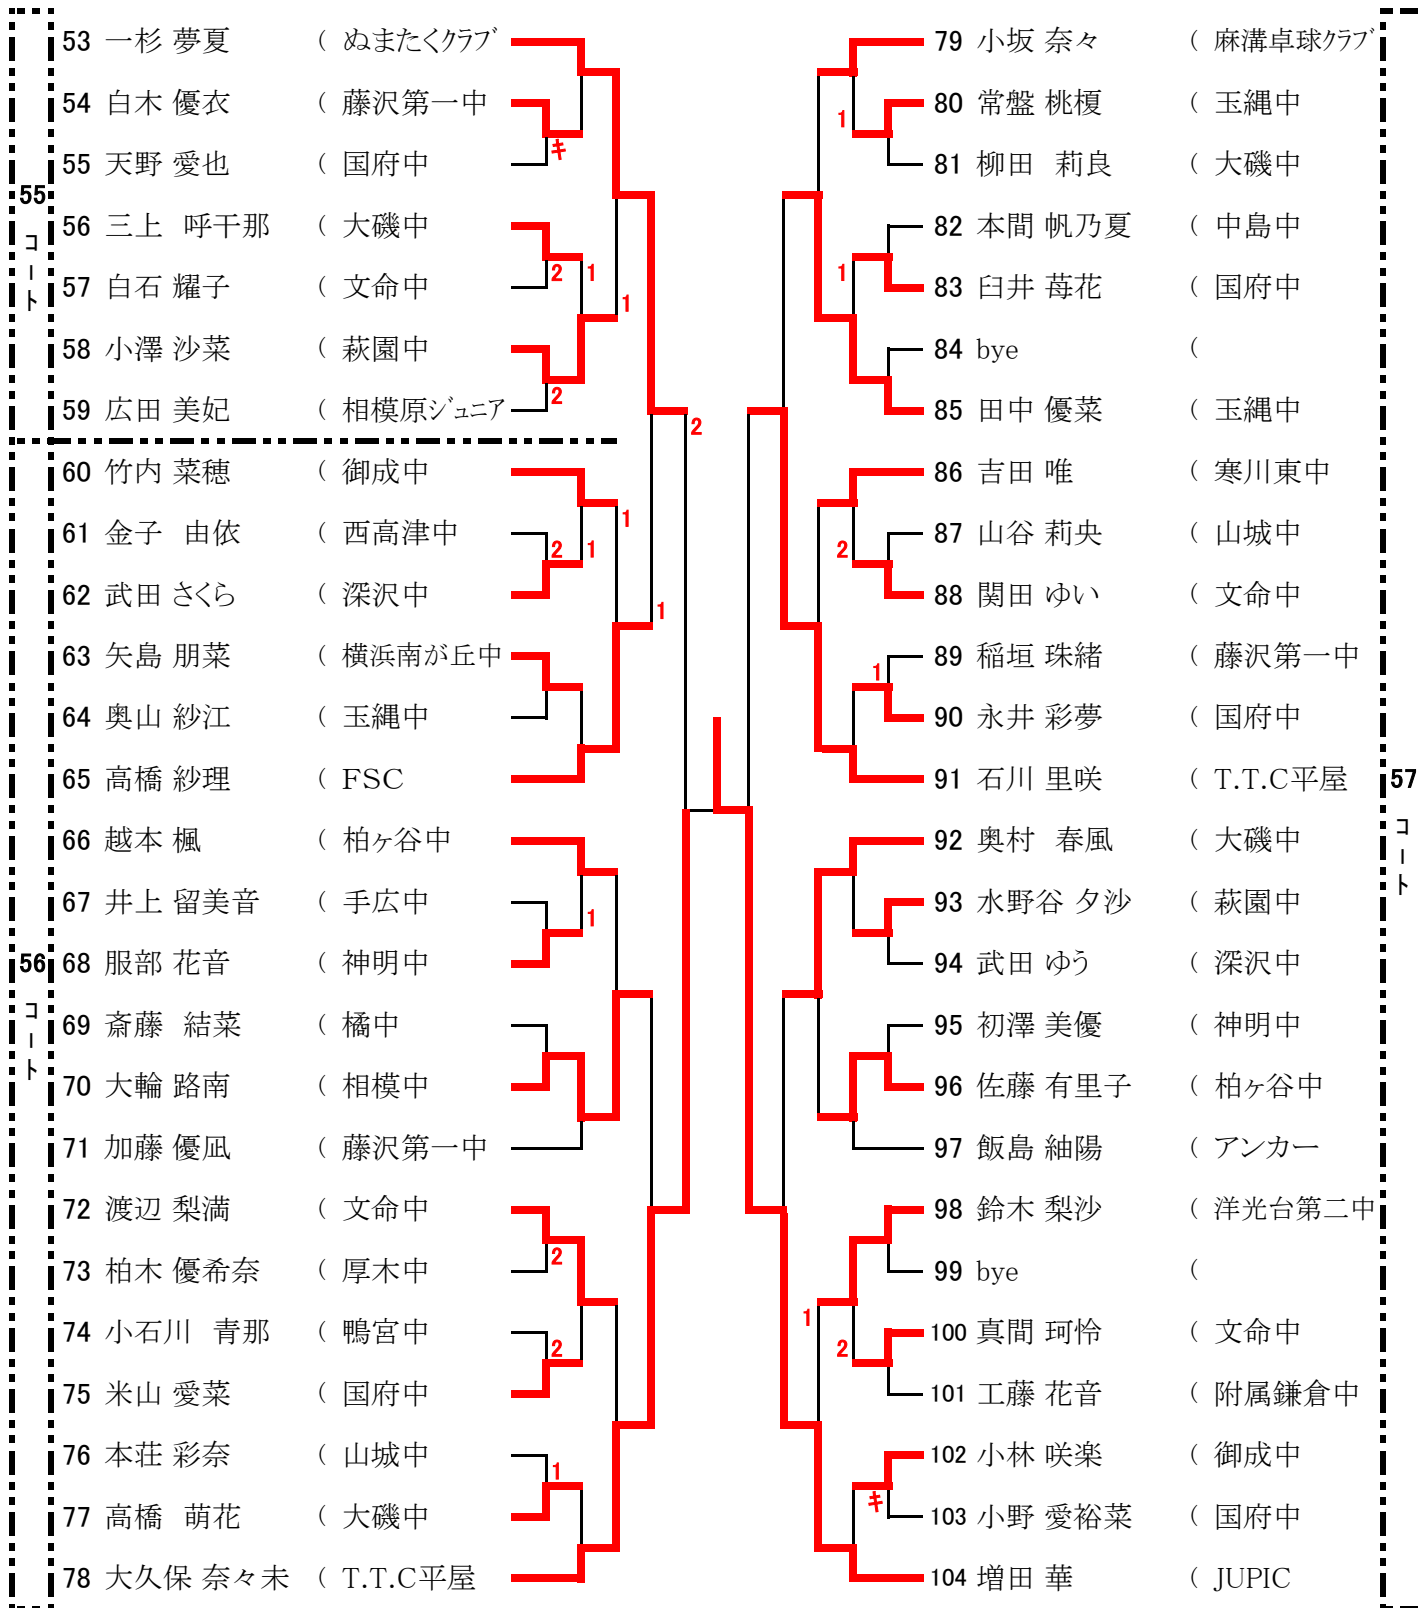 55
コート
53 一杉 夢夏 ( ぬまたくクラブ
54 白木 優衣 ( 藤沢第一中
キ
55 天野 愛也 ( 国府中
56 三上 呼干那 ( 大磯中
2 1
57 白石 耀子 ( 文命中
1
58 小澤 沙菜 ( 萩園中
2
59 広田 美妃 ( 相模原ジュニア
2
56
コート
60 竹内 菜穂 ( 御成中
1
61 金子 由依 ( 西高津中
2 1
62 武田 さくら ( 深沢中
1
63 矢島 朋菜 ( 横浜南が丘中
64 奥山 紗江 ( 玉縄中
65 高橋 紗理 ( FSC
66 越本 楓 ( 柏ヶ谷中
67 井上 留美音 ( 手広中
1
68 服部 花音 ( 神明中
69 斎藤 結菜 ( 橘中
70 大輪 路南 ( 相模中
71 加藤 優凪 ( 藤沢第一中
72 渡辺 梨満 ( 文命中
2
73 柏木 優希奈 ( 厚木中
74 小石川 青那 ( 鴨宮中
2
75 米山 愛菜 ( 国府中
76 本荘 彩奈 ( 山城中
1
77 高橋 萌花 ( 大磯中
78 大久保 奈々未 ( T.T.C平屋
57
コート
79 小坂 奈々 ( 麻溝卓球クラブ
80 常盤 桃榎 ( 玉縄中
1
81 柳田 莉良 ( 大磯中
82 本間 帆乃夏 ( 中島中
1
83 臼井 苺花 ( 国府中
84 bye (
85 田中 優菜 ( 玉縄中
86 吉田 唯 ( 寒川東中
87 山谷 莉央 ( 山城中
2
88 関田 ゆい ( 文命中
89 稲垣 珠緒 ( 藤沢第一中
1
90 永井 彩夢 ( 国府中
91 石川 里咲 ( T.T.C平屋
92 奥村 春風 ( 大磯中
93 水野谷 夕沙 ( 萩園中
94 武田 ゆう ( 深沢中
95 初澤 美優 ( 神明中
96 佐藤 有里子 ( 柏ヶ谷中
97 飯島 紬陽 ( アンカー
98 鈴木 梨沙 ( 洋光台第二中
99 bye (
1
100 真間 珂怜 ( 文命中
2
101 工藤 花音 ( 附属鎌倉中
102 小林 咲楽 ( 御成中
キ
103 小野 愛裕菜 ( 国府中
104 増田 華 ( JUPIC